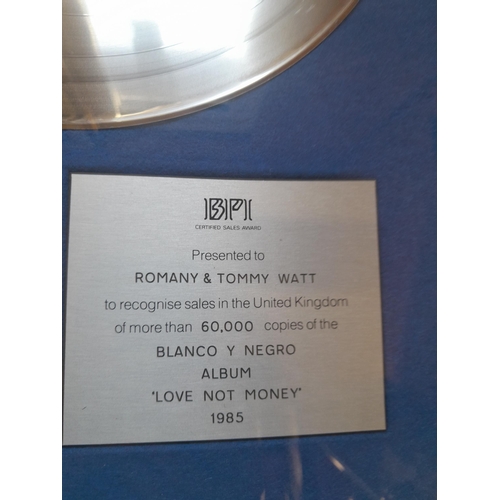 BPI
CERTIFIED SALES AWARD
Presented to
ROMANY & TOMMY WATT
to recognise sales in the United Kingdom
of more than 60,000 copies of the
BLANCO Y NEGRO
ALBUM
'LOVE NOT MONEY'
1985